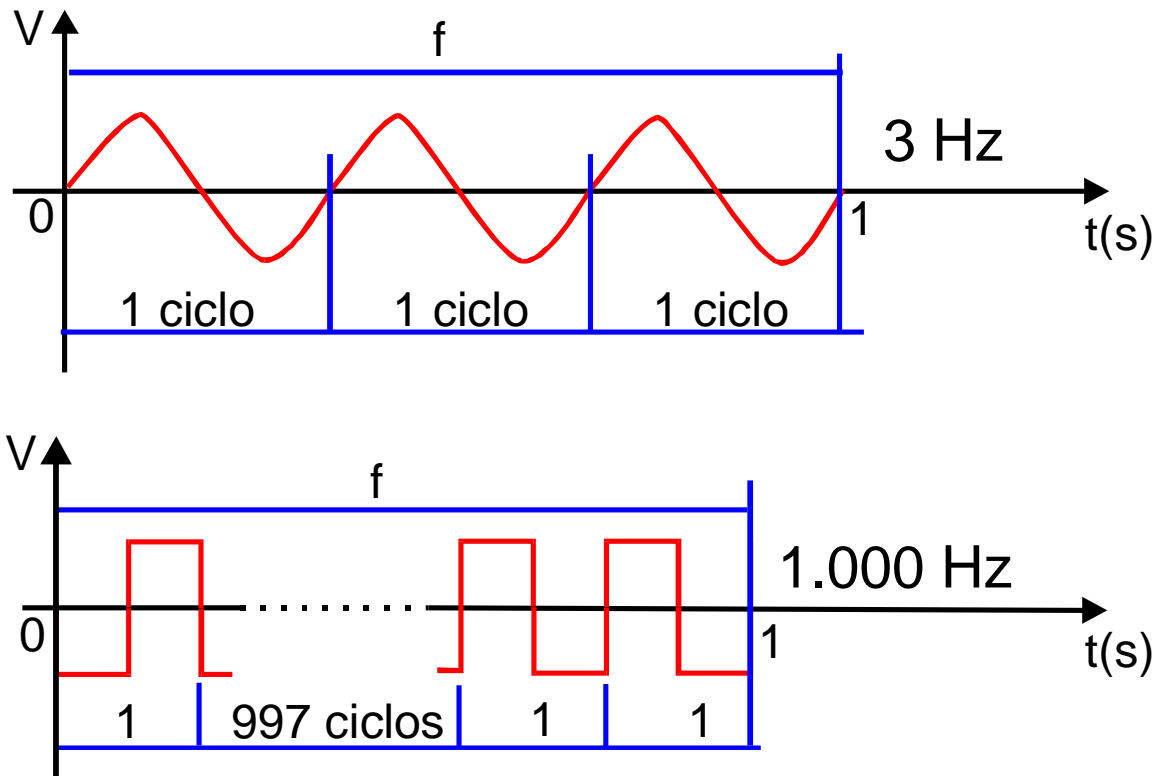 V
f
3 Hz
0
1
t(s)
1 ciclo 1 ciclo 1 ciclo
V
f
1.000 Hz
0
1
t(s)
1 997 ciclos 1 1